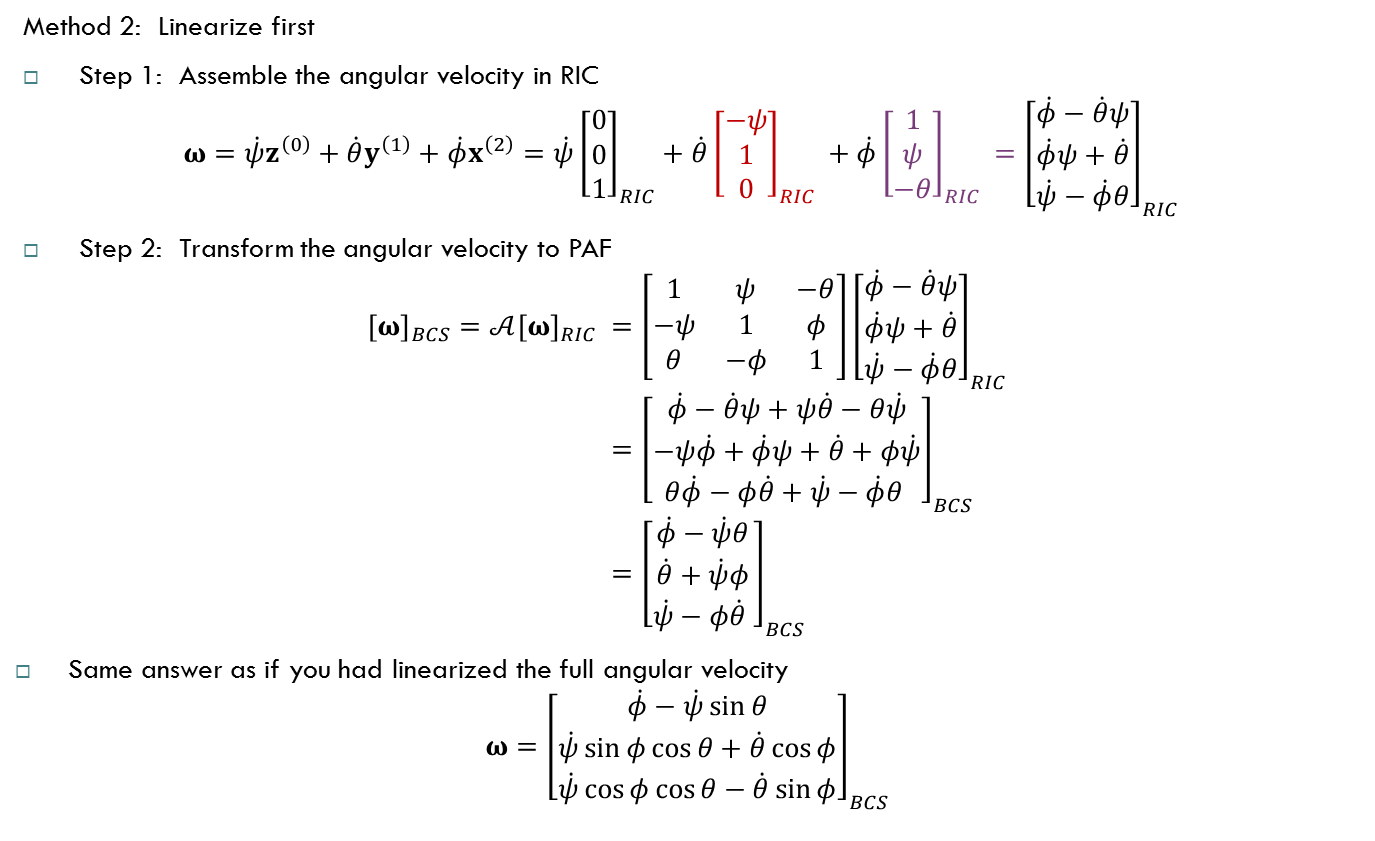 Method 2: Linearize first
□ Step 1: Assemble the angular velocity in RIC
𝛚 = ψ̇𝐳⁽⁰⁾ + θ̇𝐲⁽¹⁾ + ϕ̇𝐱⁽²⁾ = ψ̇ [0; 0; 1]_RIC + θ̇ [−ψ; 1; 0]_RIC + ϕ̇ [1; ψ; −θ]_RIC = [ϕ̇ − θ̇ψ; ϕ̇ψ + θ̇; ψ̇ − ϕ̇θ]_RIC
□ Step 2: Transform the angular velocity to PAF
[𝛚]_BCS = 𝒜[𝛚]_RIC = [1 ψ −θ; −ψ 1 ϕ; θ −ϕ 1] [ϕ̇ − θ̇ψ; ϕ̇ψ + θ̇; ψ̇ − ϕ̇θ]_RIC
= [ϕ̇ − θ̇ψ + ψθ̇ − θψ̇; −ψϕ̇ + ϕ̇ψ + θ̇ + ϕψ̇; θϕ̇ − ϕθ̇ + ψ̇ − ϕ̇θ]_BCS
= [ϕ̇ − ψ̇θ; θ̇ + ψ̇ϕ; ψ̇ − ϕθ̇]_BCS
□ Same answer as if you had linearized the full angular velocity
𝛚 = [ϕ̇ − ψ̇ sin θ; ψ̇ sin ϕ cos θ + θ̇ cos ϕ; ψ̇ cos ϕ cos θ − θ̇ sin ϕ]_BCS